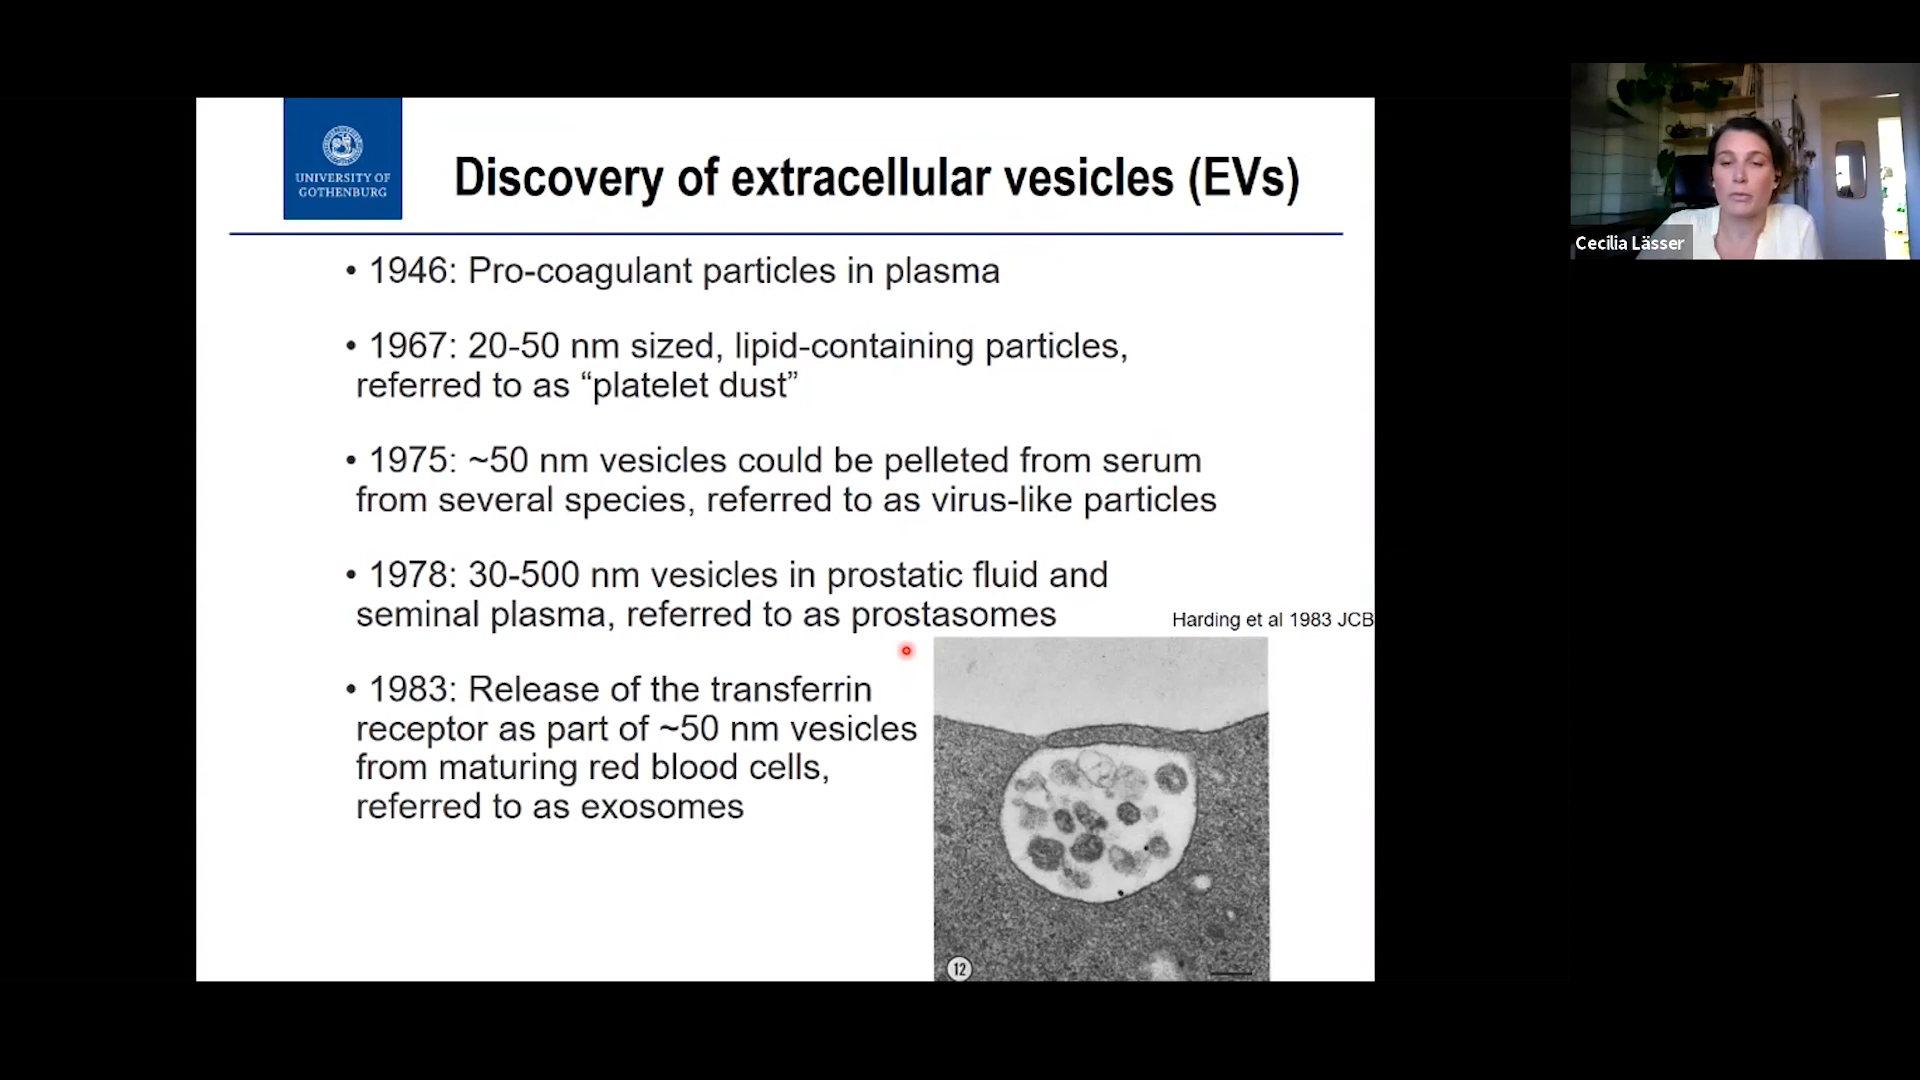 UNIVERSITY OF
GOTHENBURG
Discovery of extracellular vesicles (EVs)
• 1946: Pro-coagulant particles in plasma
• 1967: 20-50 nm sized, lipid-containing particles,
referred to as “platelet dust”
• 1975: ~50 nm vesicles could be pelleted from serum
from several species, referred to as virus-like particles
• 1978: 30-500 nm vesicles in prostatic fluid and
seminal plasma, referred to as prostasomes
Harding et al 1983 JCB
• 1983: Release of the transferrin
receptor as part of ~50 nm vesicles
from maturing red blood cells,
referred to as exosomes
12
Cecilia Lässer